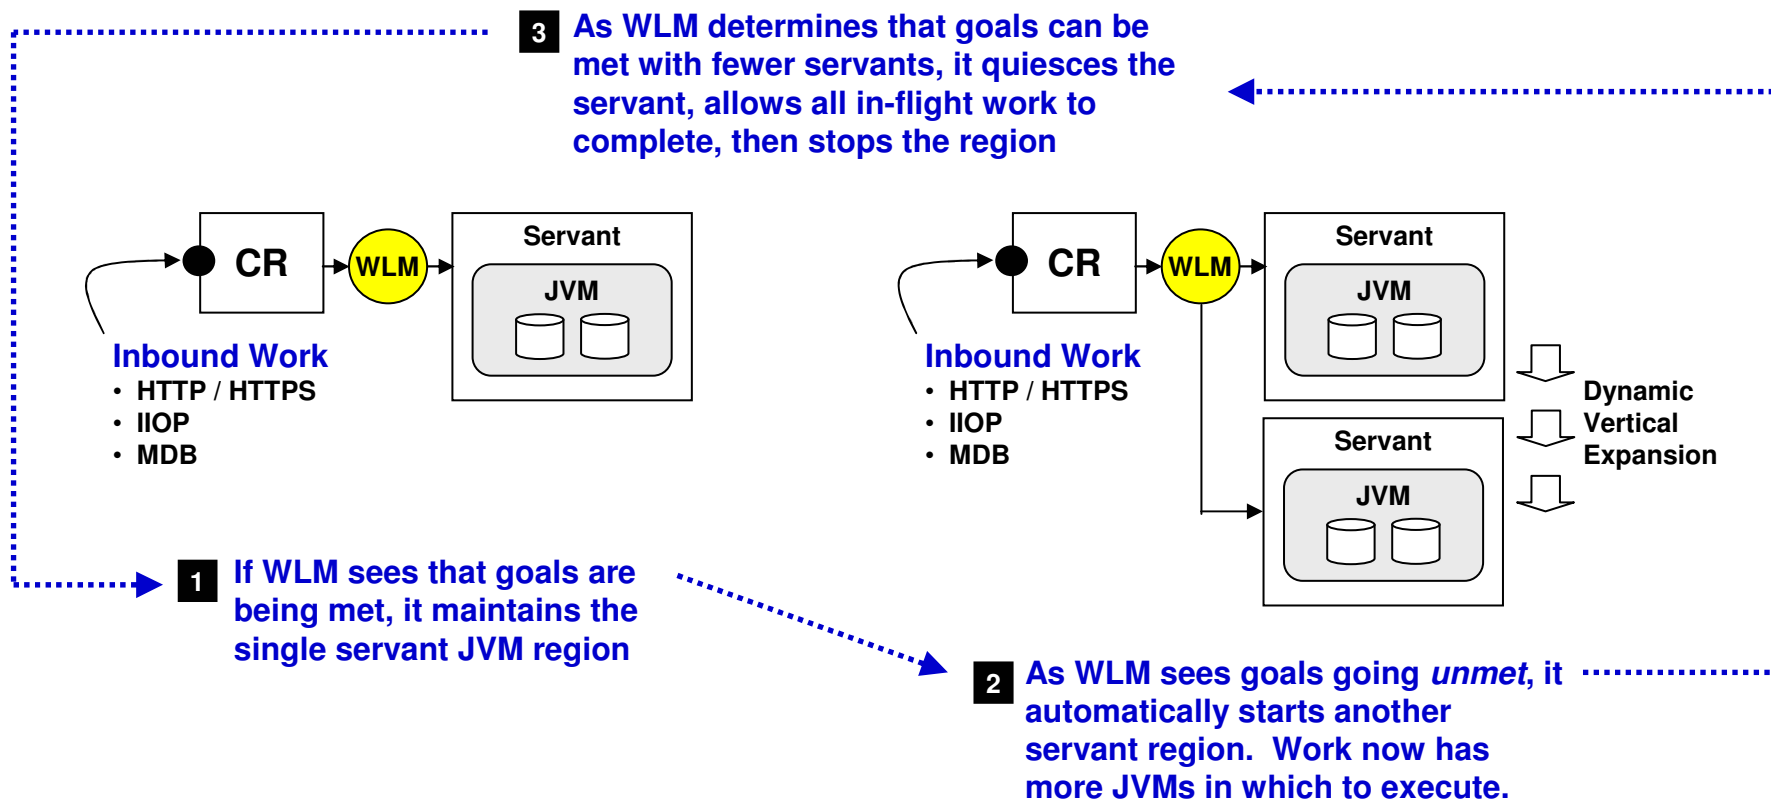 3 As WLM determines that goals can be
met with fewer servants, it quiesces the
servant, allows all in-flight work to
complete, then stops the region
CR
WLM
Servant
JVM
Inbound Work
• HTTP / HTTPS
• IIOP
• MDB
CR
WLM
Servant
JVM
Inbound Work
• HTTP / HTTPS
• IIOP
• MDB
Servant
JVM
Dynamic
Vertical
Expansion
1 If WLM sees that goals are
being met, it maintains the
single servant JVM region
2 As WLM sees goals going unmet, it
automatically starts another
servant region. Work now has
more JVMs in which to execute.